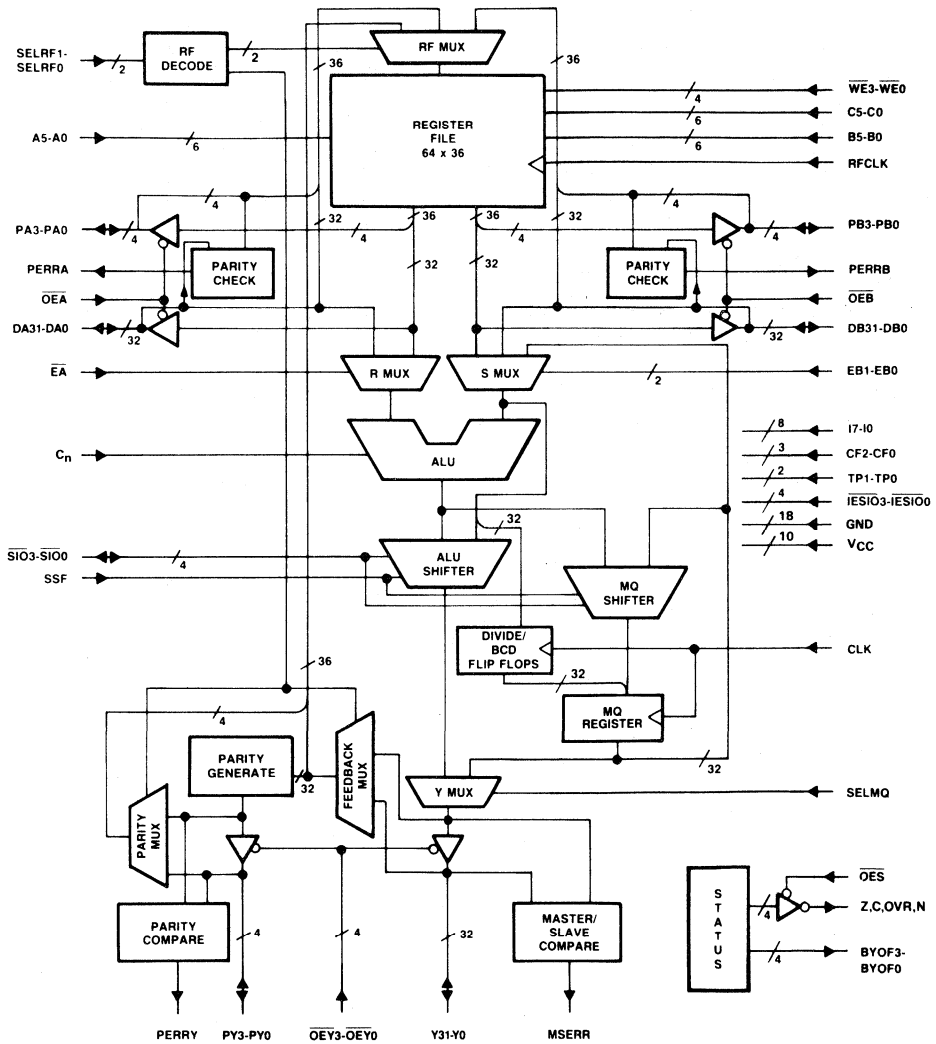 SELRF1-
SELRF0
2
RF
DECODE
2
36
RF MUX
36
REGISTER
FILE
64 x 36
A5-A0
6
WE3-WE0
4
C5-C0
6
B5-B0
6
RFCLK
4
32
36
36
32
4
PA3-PA0
4
4
4
PB3-PB0
4
PERRA
PARITY
CHECK
32
32
PARITY
CHECK
PERRB
OEA
OEB
DA31-DA0
32
DB31-DB0
32
EA
R MUX
S MUX
2
EB1-EB0
Cn
ALU
8
I7-I0
3
CF2-CF0
2
TP1-TP0
4
IESIO3-IESIO0
18
GND
10
VCC
32
SIO3-SIO0
4
SSF
ALU
SHIFTER
MQ
SHIFTER
DIVIDE/
BCD
FLIP FLOPS
CLK
36
32
4
MQ
REGISTER
32
PARITY
GENERATE
32
FEEDBACK
MUX
Y MUX
SELMQ
PARITY
MUX
PARITY
COMPARE
4
4
32
MASTER/
SLAVE
COMPARE
STATUS
OES
4
Z,C,OVR,N
4
BYOF3-
BYOF0
PERRY
PY3-PY0
OEY3-OEY0
Y31-Y0
MSERR